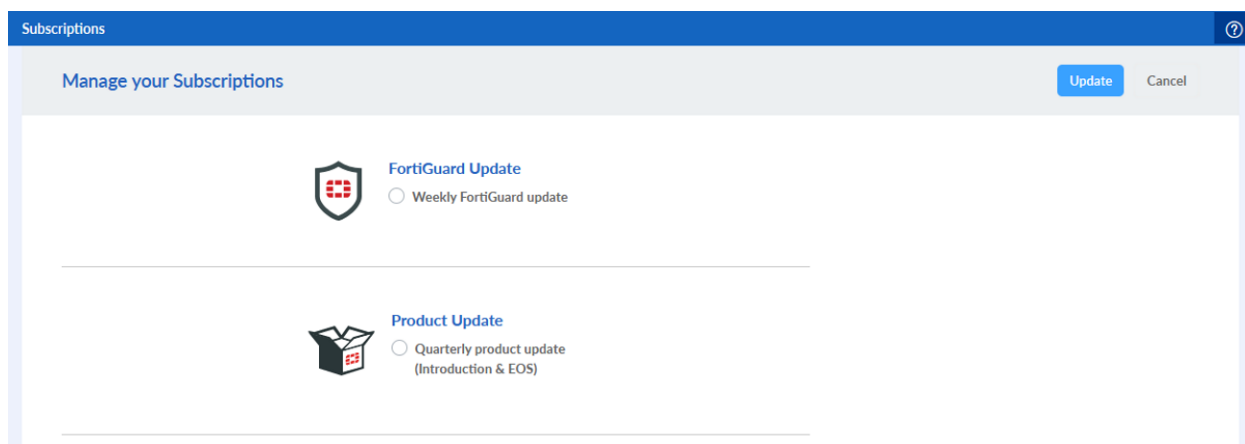 Subscriptions
Manage your Subscriptions
Update
Cancel
FortiGuard Update
Weekly FortiGuard update
Product Update
Quarterly product update
(Introduction & EOS)